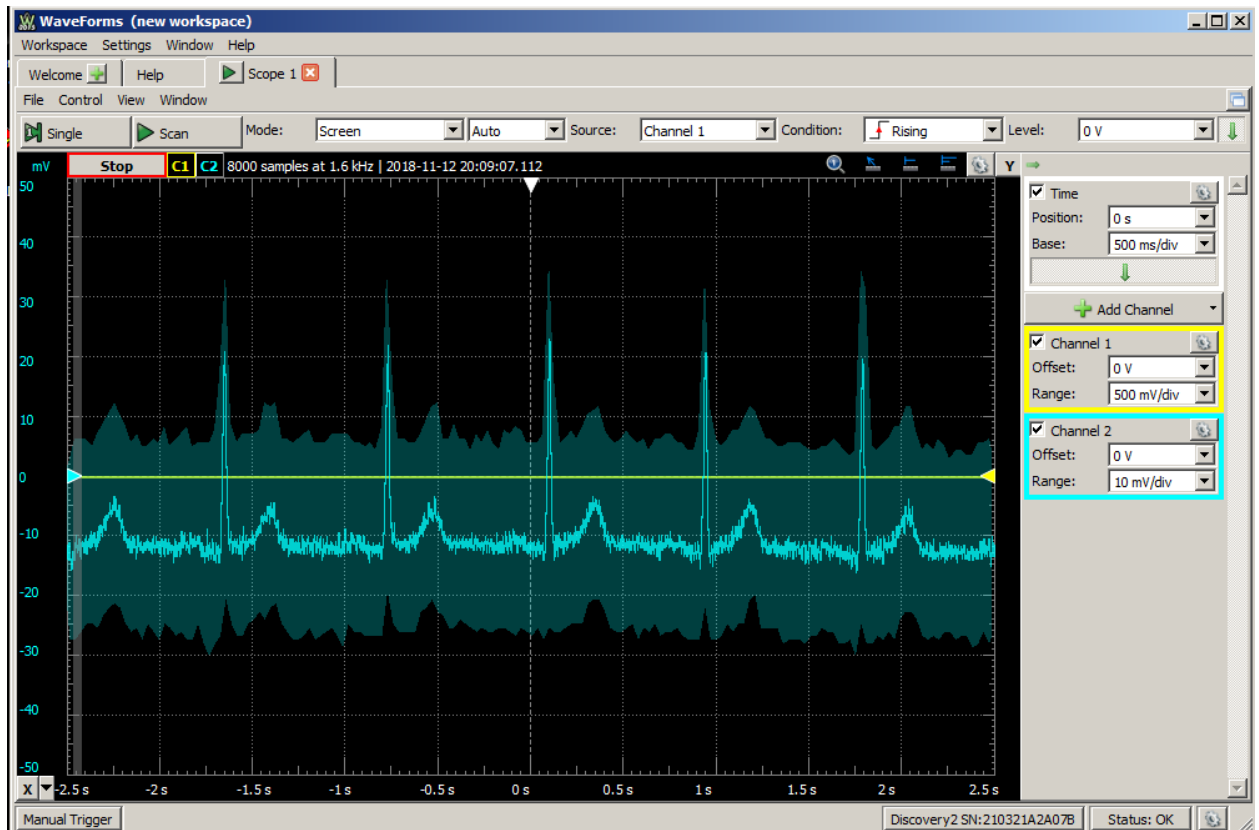 WaveForms (new workspace)
Workspace Settings Window Help
Welcome Help Scope 1
File Control View Window
Single Scan Mode: Screen Auto Source: Channel 1 Condition: Rising Level: 0 V
mV Stop C1 C2 8000 samples at 1.6 kHz | 2018-11-12 20:09:07.112 Y
50
40
30
20
10
0
-10
-20
-30
-40
-50
X -2.5 s -2 s -1.5 s -1 s -0.5 s 0 s 0.5 s 1 s 1.5 s 2 s 2.5 s
Time
Position: 0 s
Base: 500 ms/div
Add Channel
Channel 1
Offset: 0 V
Range: 500 mV/div
Channel 2
Offset: 0 V
Range: 10 mV/div
Manual Trigger Discovery2 SN:210321A2A07B Status: OK